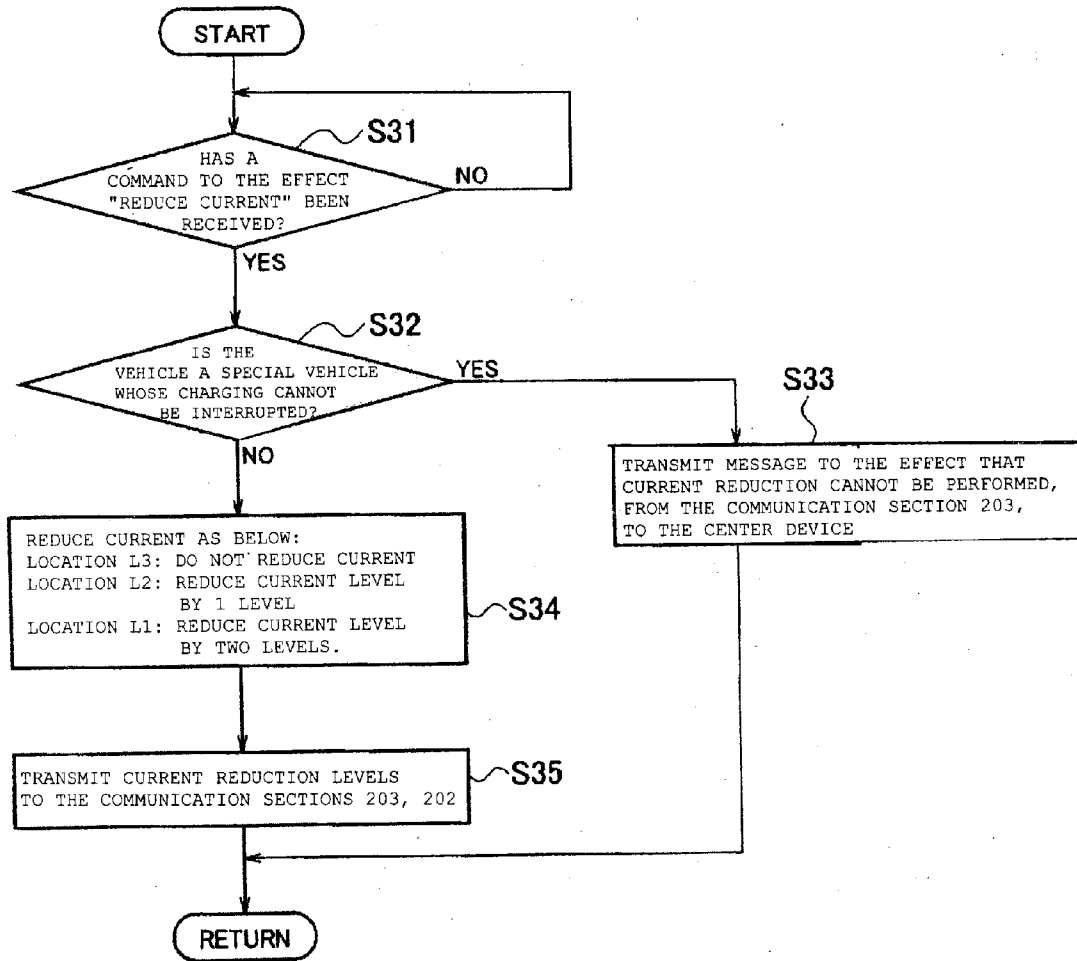 START
S31
HAS A
COMMAND TO THE EFFECT
"REDUCE CURRENT" BEEN
RECEIVED?
NO
YES
S32
IS THE
VEHICLE A SPECIAL VEHICLE
WHOSE CHARGING CANNOT
BE INTERRUPTED?
YES
NO
S33
TRANSMIT MESSAGE TO THE EFFECT THAT
CURRENT REDUCTION CANNOT BE PERFORMED,
FROM THE COMMUNICATION SECTION 203,
TO THE CENTER DEVICE
REDUCE CURRENT AS BELOW:
LOCATION L3: DO NOT REDUCE CURRENT
LOCATION L2: REDUCE CURRENT LEVEL
BY 1 LEVEL
LOCATION L1: REDUCE CURRENT LEVEL
BY TWO LEVELS.
S34
TRANSMIT CURRENT REDUCTION LEVELS
TO THE COMMUNICATION SECTIONS 203, 202
S35
RETURN